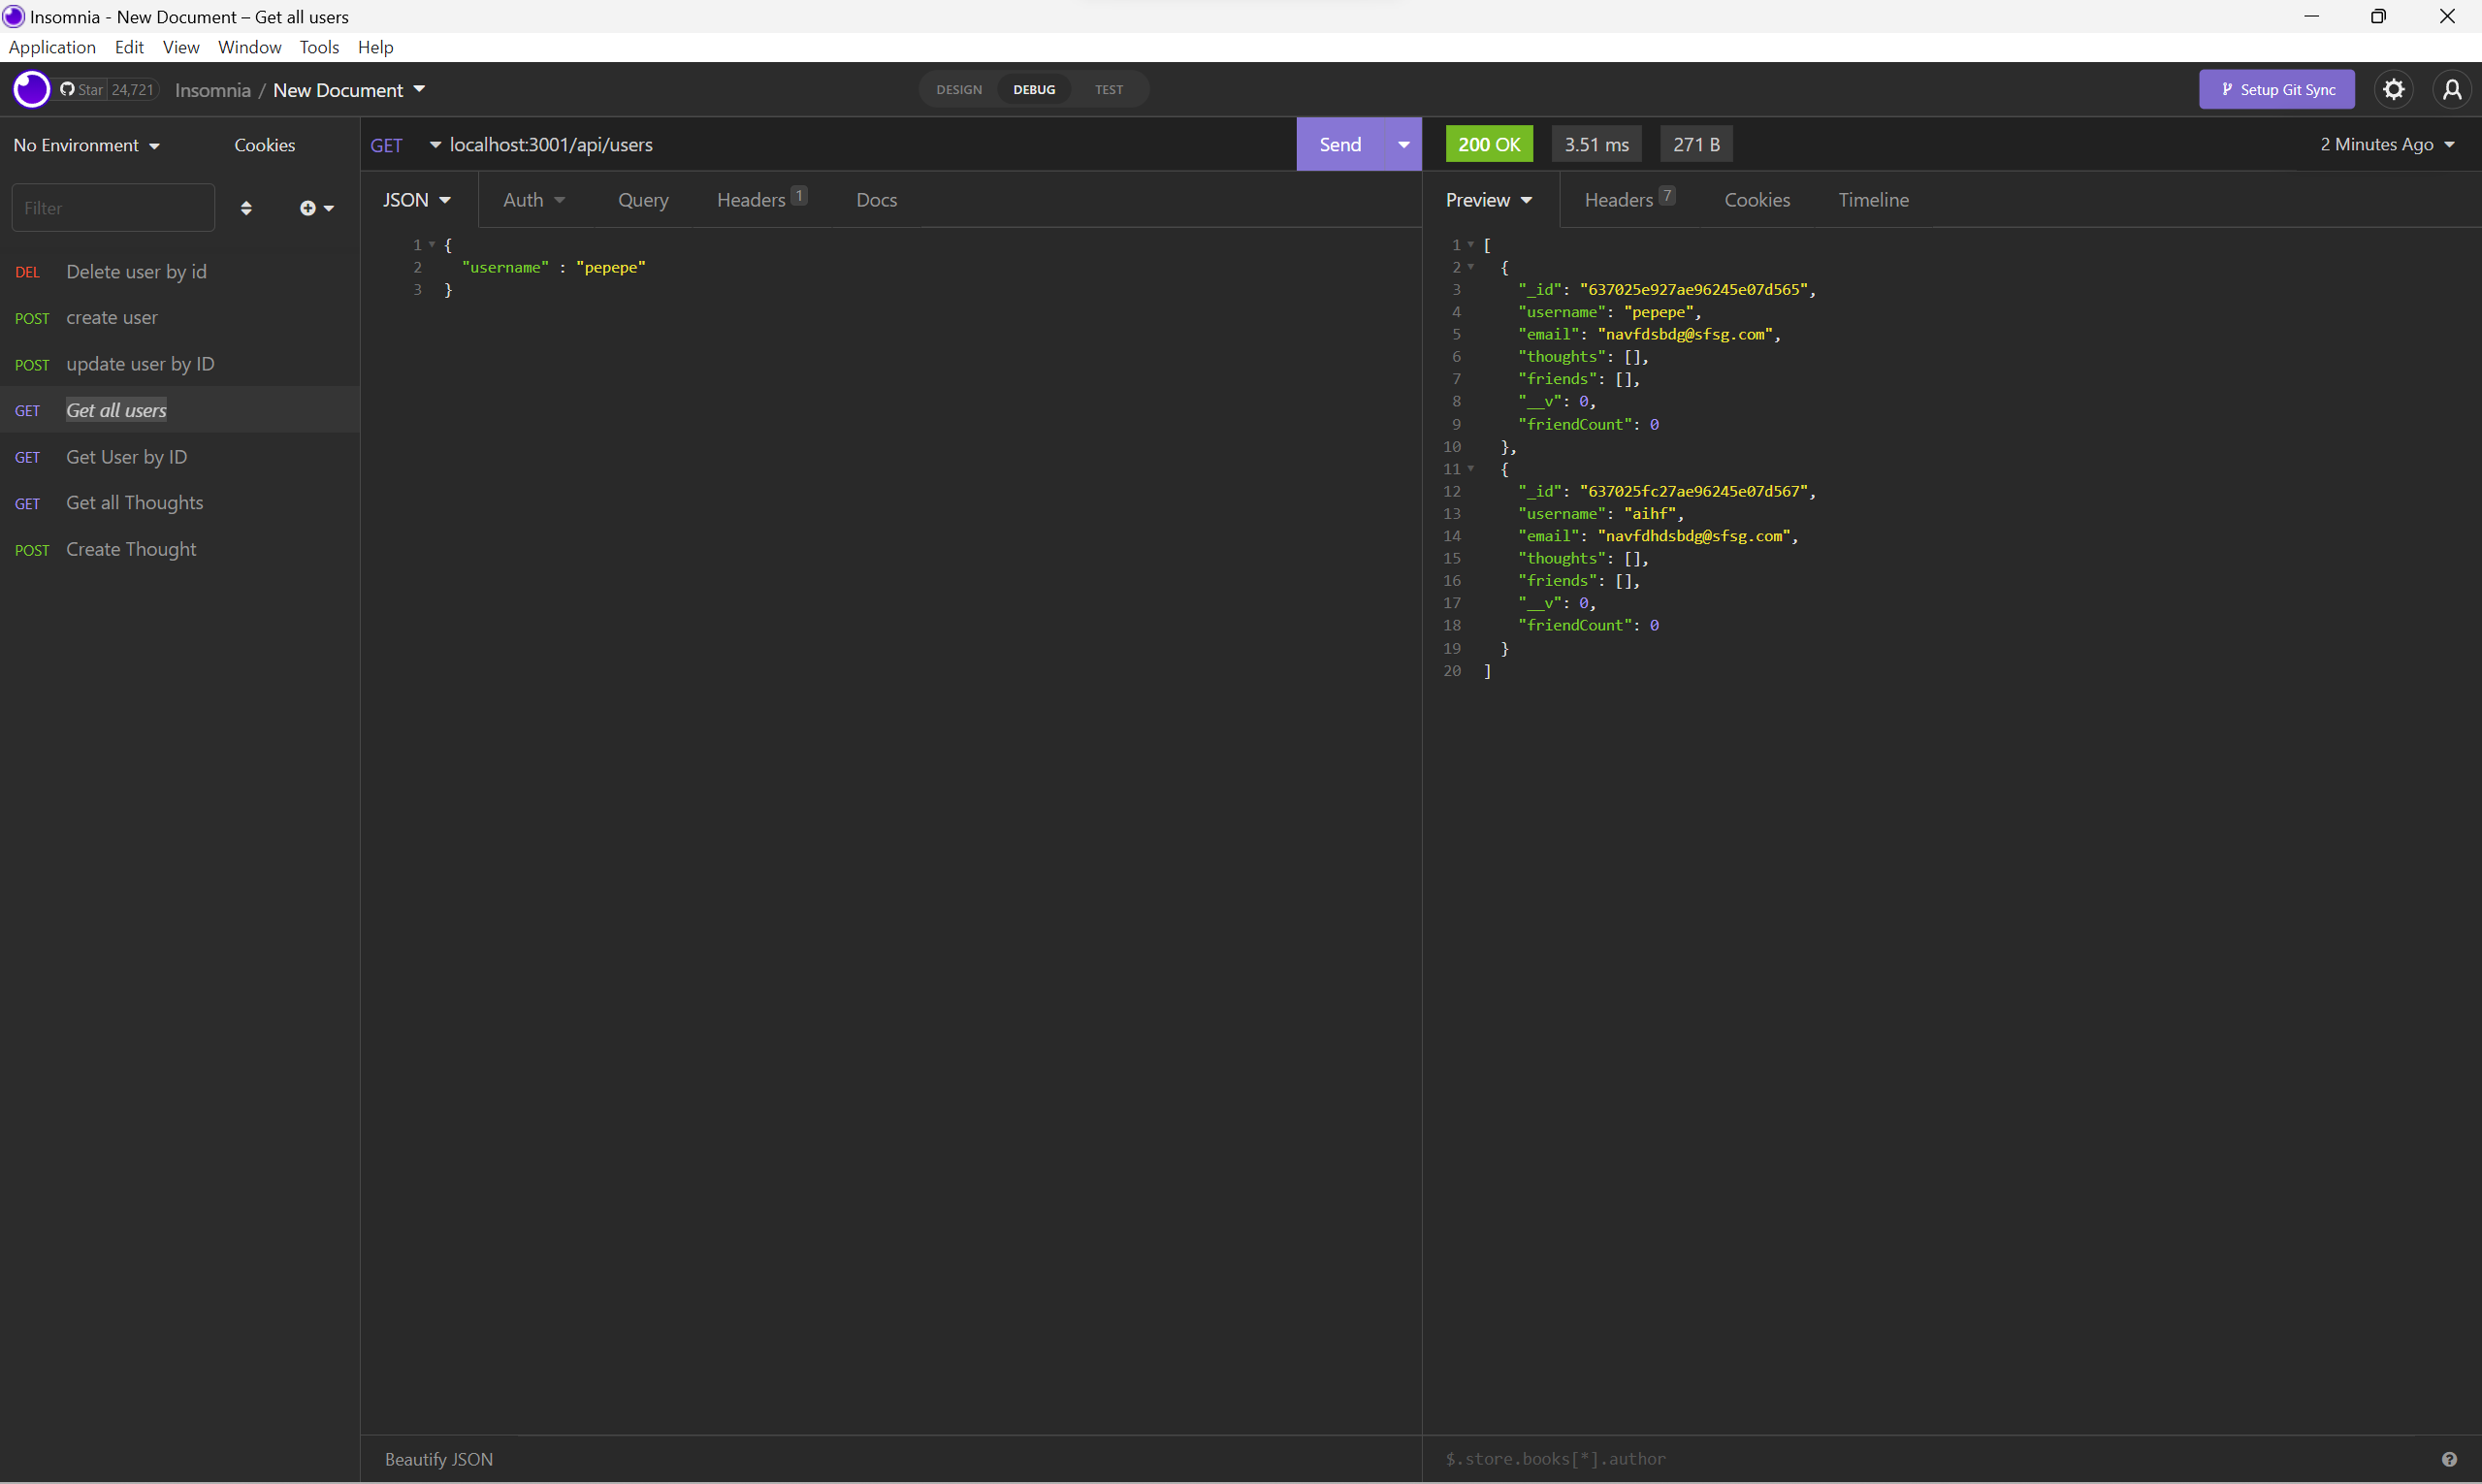 Insomnia - New Document – Get all users
Application Edit View Window Tools Help
Star 24,721 Insomnia / New Document DESIGN DEBUG TEST Setup Git Sync
No Environment Cookies GET localhost:3001/api/users Send 200 OK 3.51 ms 271 B 2 Minutes Ago
Filter
JSON Auth Query Headers 1 Docs
Preview Headers 7 Cookies Timeline
DEL Delete user by id
POST create user
POST update user by ID
GET Get all users
GET Get User by ID
GET Get all Thoughts
POST Create Thought
1 {
2 "username" : "pepepe"
3 }
1 [
2 {
3 "_id": "637025e927ae96245e07d565",
4 "username": "pepepe",
5 "email": "navfdsbdg@sfsg.com",
6 "thoughts": [],
7 "friends": [],
8 "__v": 0,
9 "friendCount": 0
10 },
11 {
12 "_id": "637025fc27ae96245e07d567",
13 "username": "aihf",
14 "email": "navfdhdsbdg@sfsg.com",
15 "thoughts": [],
16 "friends": [],
17 "__v": 0,
18 "friendCount": 0
19 }
20 ]
Beautify JSON
$.store.books[*].author